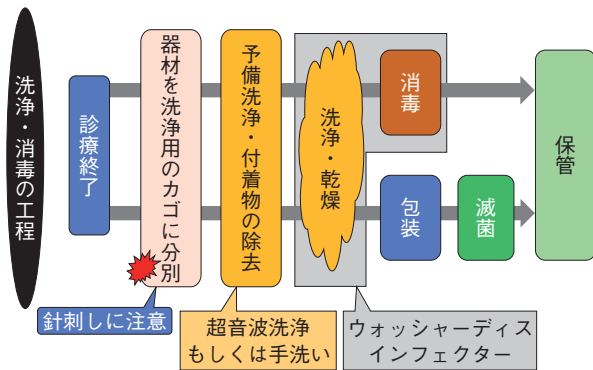 洗浄・消毒の工程
診療終了
器材を洗浄用のカゴに分別
予備洗浄・付着物の除去
洗浄・乾燥
消毒
包装
滅菌
保管
針刺しに注意
超音波洗浄
もしくは手洗い
ウォッシャーディス
インフェクター